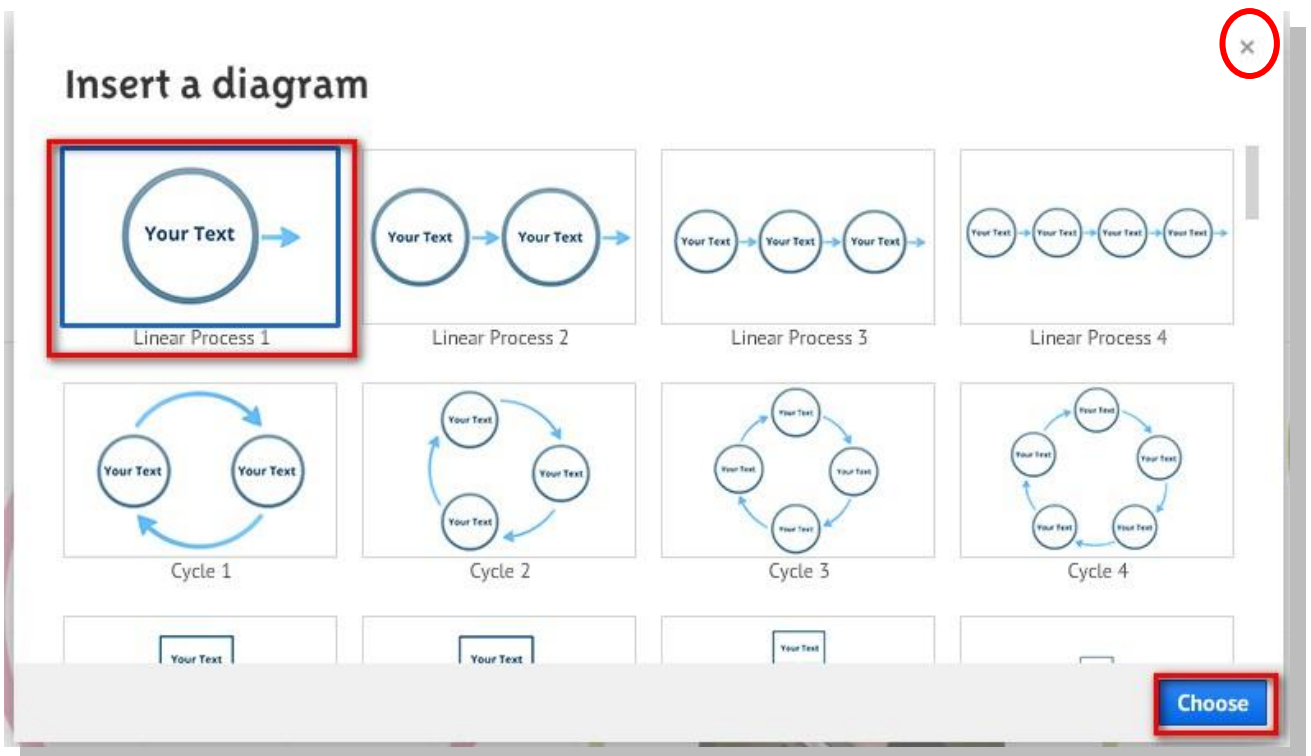 ×
Insert a diagram
Your Text
Your Text Your Text
Your Text Your Text Your Text
Your Text Your Text Your Text Your Text
Linear Process 1
Linear Process 2
Linear Process 3
Linear Process 4
Your Text Your Text
Your Text
Your Text
Your Text
Your Text
Your Text
Your Text
Your Text
Your Text
Your Text
Your Text
Your Text
Your Text
Your Text
Cycle 1
Cycle 2
Cycle 3
Cycle 4
Your Text
Your Text
Your Text
Choose